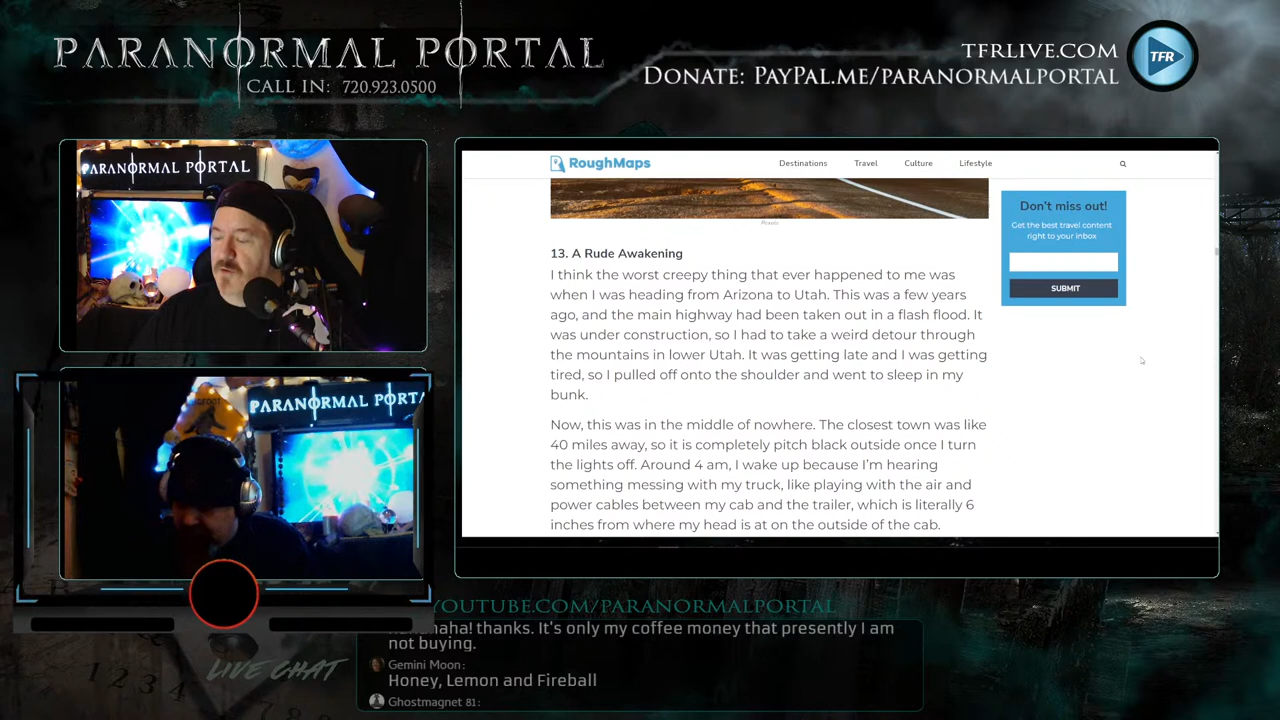 PARANORMAL PORTAL
CALL IN: 720.923.0500
TFRLIVE.COM
DONATE: PAYPAL.ME/PARANORMALPORTAL
TFR
PARANORMAL PORTAL
PARANORMAL PORTA
RoughMaps
Destinations Travel Culture Lifestyle
Pexels
13. A Rude Awakening
I think the worst creepy thing that ever happened to me was
when I was heading from Arizona to Utah. This was a few years
ago, and the main highway had been taken out in a flash flood. It
was under construction, so I had to take a weird detour through
the mountains in lower Utah. It was getting late and I was getting
tired, so I pulled off onto the shoulder and went to sleep in my
bunk.
Now, this was in the middle of nowhere. The closest town was like
40 miles away, so it is completely pitch black outside once I turn
the lights off. Around 4 am, I wake up because I'm hearing
something messing with my truck, like playing with the air and
power cables between my cab and the trailer, which is literally 6
inches from where my head is at on the outside of the cab.
Don't miss out!
Get the best travel content
right to your inbox
SUBMIT
YOUTUBE.COM/PARANORMALPORTAL
LIVE CHAT
thanks. It's only my coffee money that presently I am
not buying.
Gemini Moon:
Honey, Lemon and Fireball
Ghostmagnet 81: